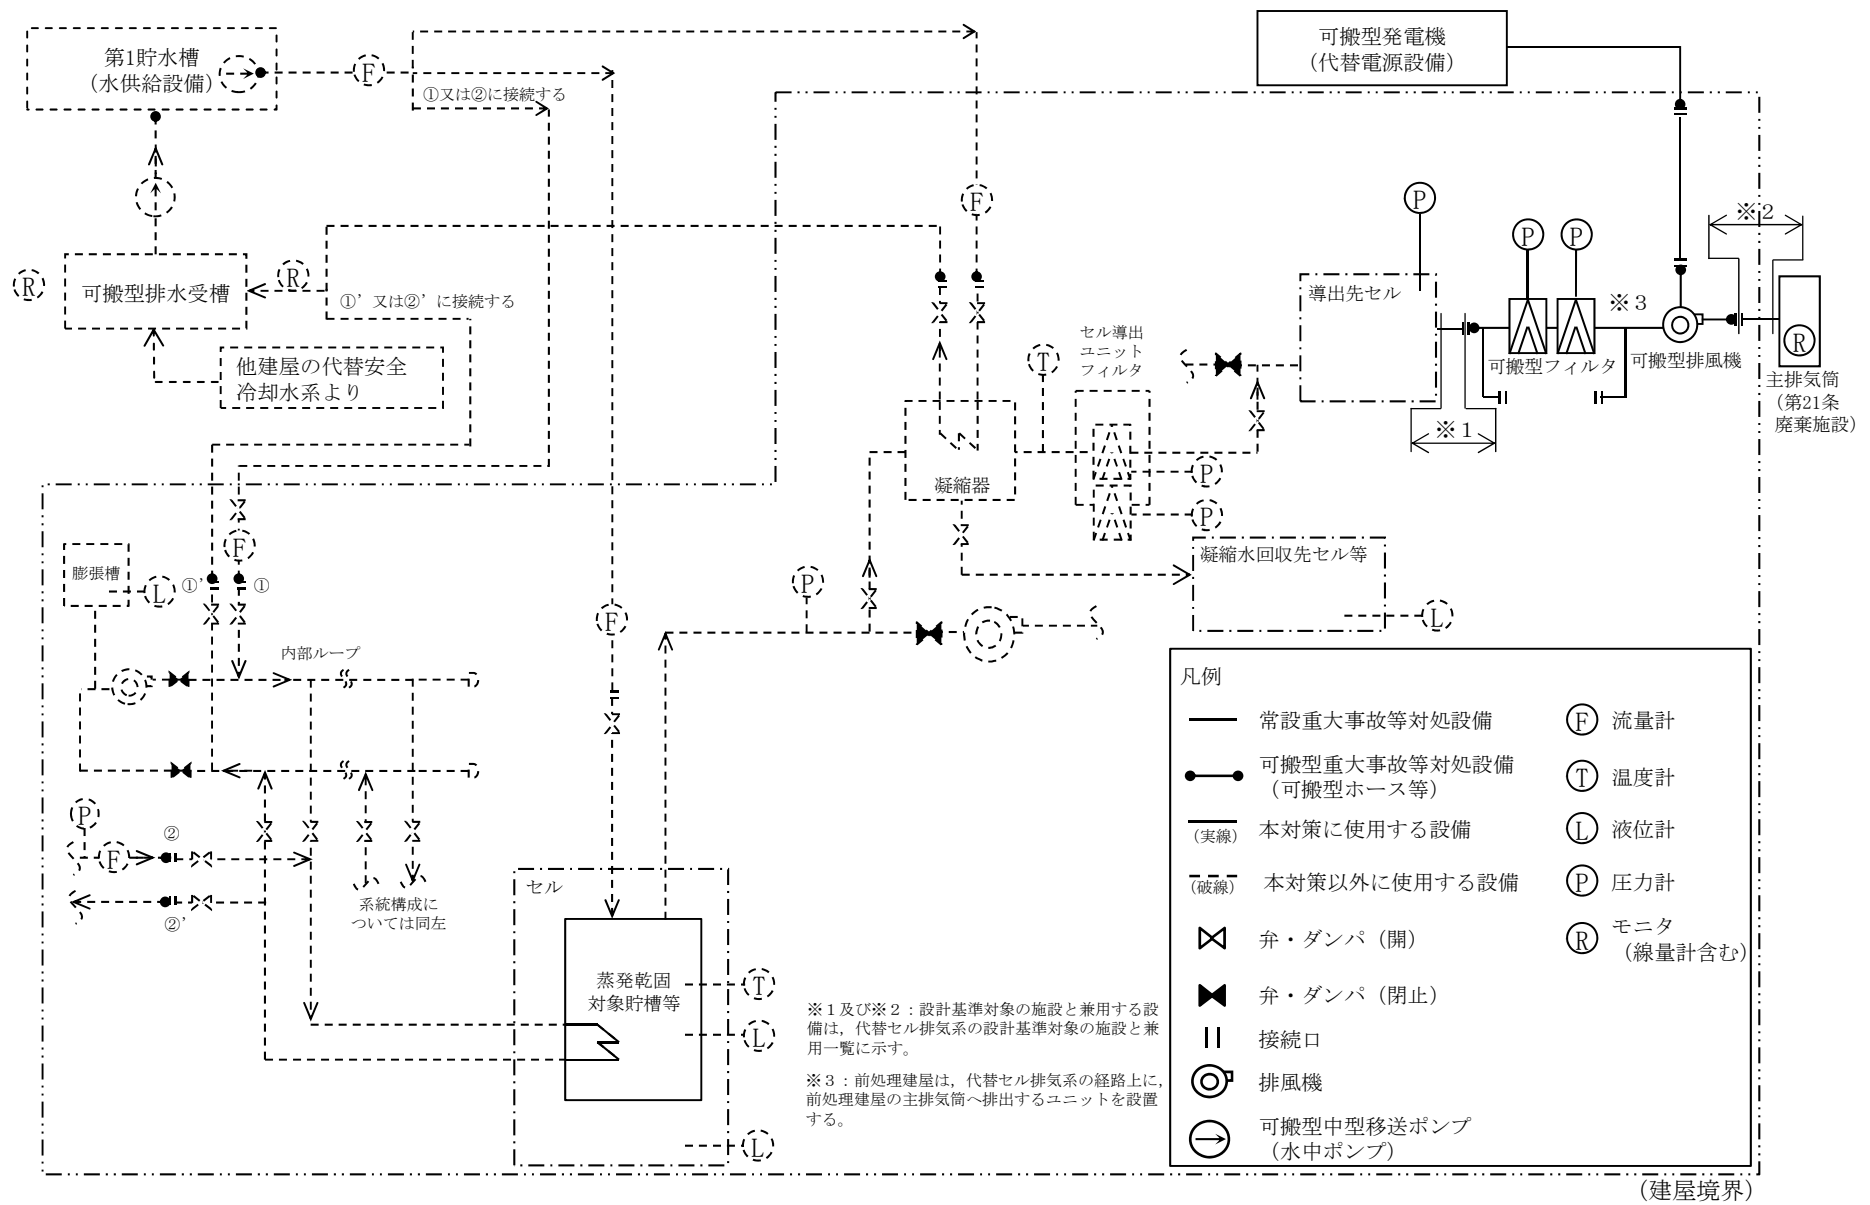 第1貯水槽
（水供給設備）
F
①又は②に接続する
可搬型発電機
（代替電源設備）
F
P
P
P
※2
R
可搬型排水受槽
R
①’又は②’に接続する
導出先セル
※3
セル導出
ユニット
フィルタ
T
可搬型フィルタ
可搬型排風機
R
主排気筒
（第21条
廃棄施設）
他建屋の代替安全
冷却水系より
※1
凝縮器
P
P
F
凝縮水回収先セル等
膨張槽
L
①’
①
P
L
F
内部ループ
P
F
②
②’
系統構成に
ついては同左
セル
蒸発乾固
対象貯槽等
T
L
L
※１及び※２：設計基準対象の施設と兼用する設
備は，代替セル排気系の設計基準対象の施設と兼
用一覧に示す。
※３：前処理建屋は，代替セル排気系の経路上に，
前処理建屋の主排気筒へ排出するユニットを設置
する。
凡例
常設重大事故等対処設備
F 流量計
可搬型重大事故等対処設備
（可搬型ホース等）
T 温度計
（実線） 本対策に使用する設備
L 液位計
（破線） 本対策以外に使用する設備
P 圧力計
弁・ダンパ（開）
R モニタ
（線量計含む）
弁・ダンパ（閉止）
接続口
排風機
可搬型中型移送ポンプ
（水中ポンプ）
（建屋境界）